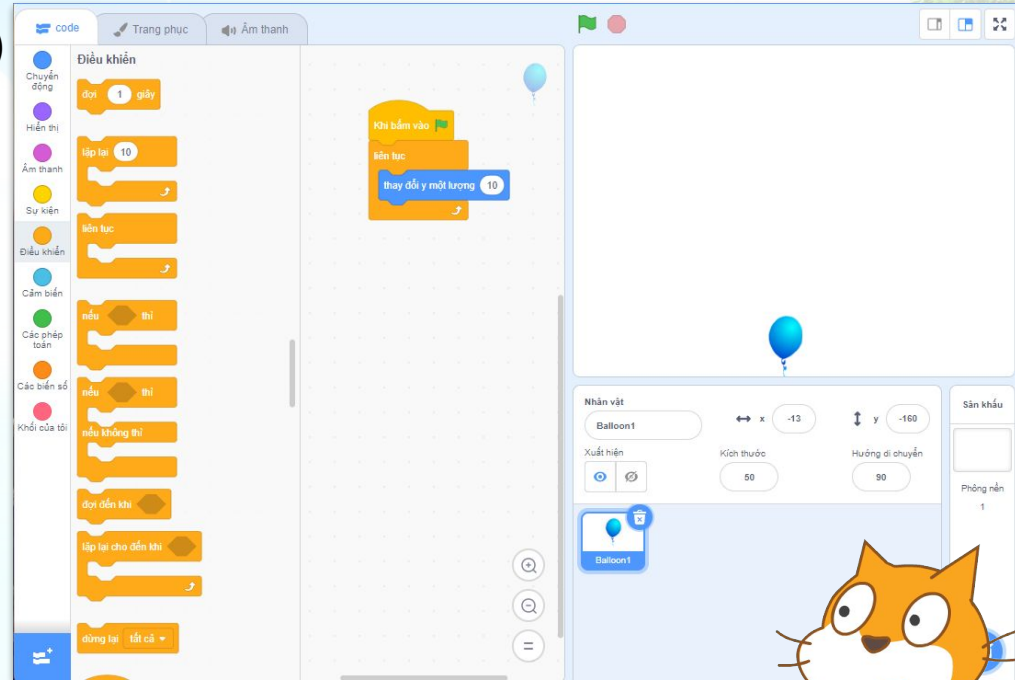 code
Trang phục
Âm thanh
Chuyển
động
Hiển thị
Âm thanh
Sự kiện
Điều khiển
Cảm biến
Các phép
toán
Các biến số
Khối của tôi
Điều khiển
đợi 1 giây
lặp lại 10
liên tục
nếu thì
nếu thì
nếu không thì
đợi đến khi
lặp lại cho đến khi
dừng lại tất cả
Khi bấm vào
liên tục
thay đổi y một lượng 10
Nhân vật
Balloon1
x -13
y -160
Xuất hiện
Kích thước
50
Hướng di chuyển
90
Balloon1
Sân khấu
Phông nền
1